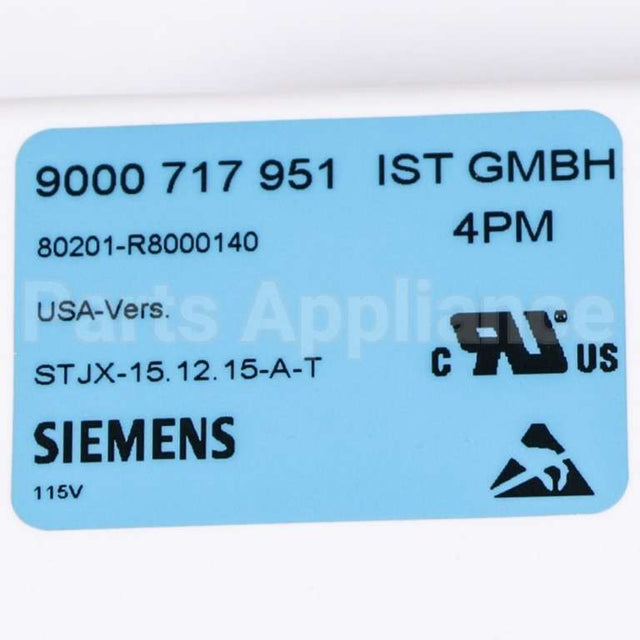 9000 717 951 IST GMBH
80201-R8000140 4PM
USA-Vers.
Parts Appliance
STJX-15.12.15-A-T
C RU® US
SIEMENS
115V